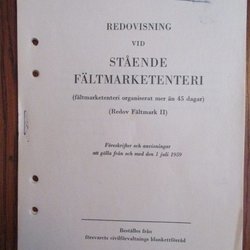 REDOVISNING
VID
STÅENDE
FÄLTMARKETENTERI
(fältmarketenteri organiserat mer än 45 dagar)
(Redov Fältmark II)
Föreskrifter och anvisningar
att gälla från och med den 1 juli 1959
Beställes från
försvarets civilförvaltnings blankettförråd